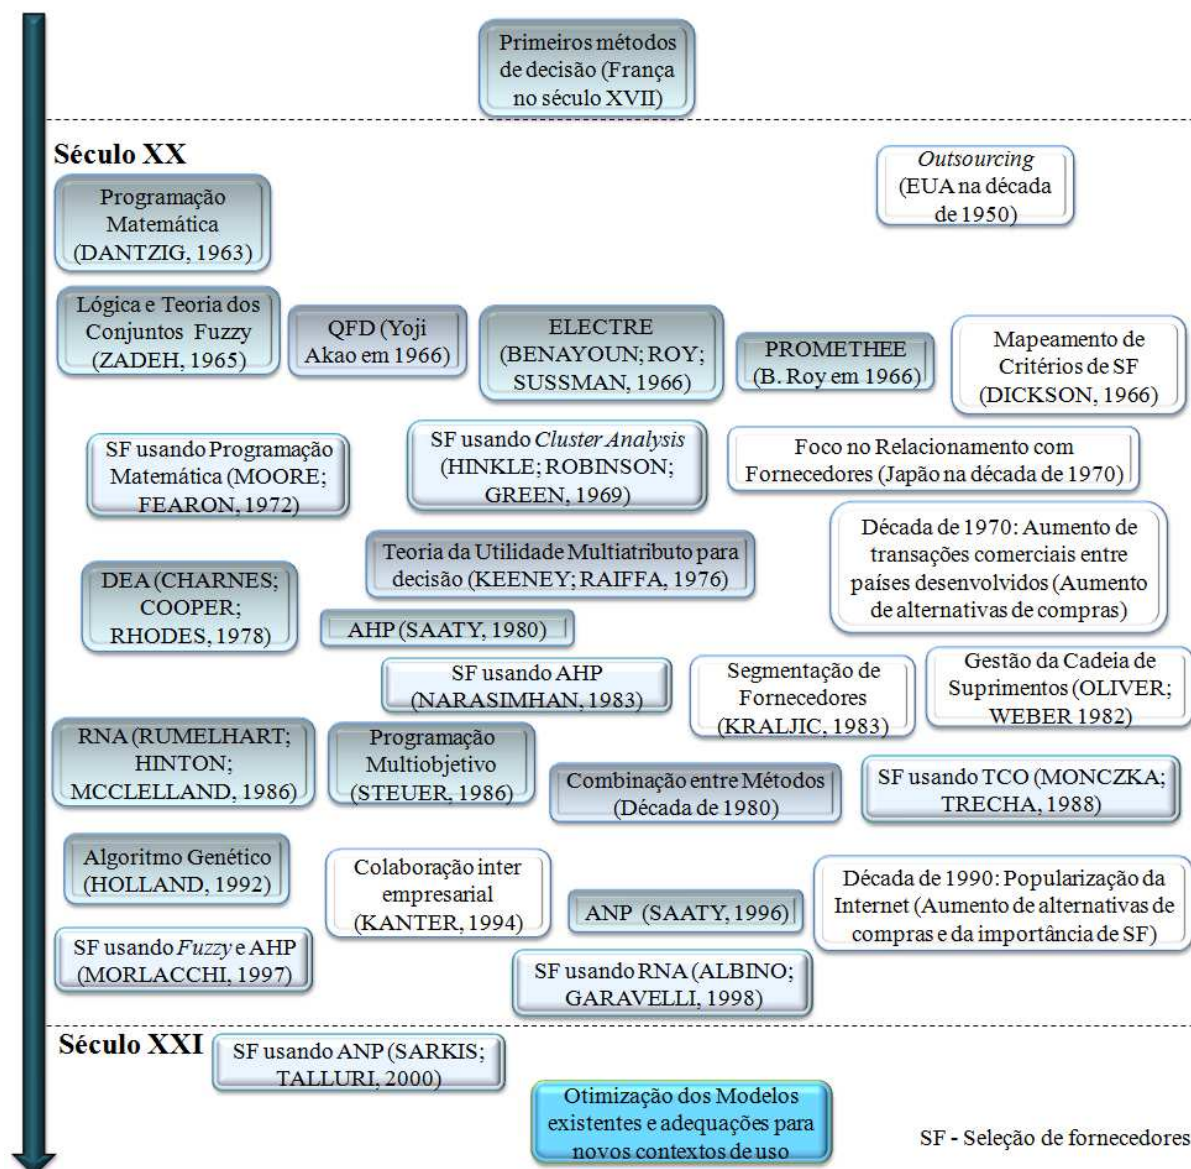 Primeiros métodos
de decisão (França
no século XVII)
Século XX
Outsourcing
(EUA na década
de 1950)
Programação
Matemática
(DANTZIG, 1963)
Lógica e Teoria dos
Conjuntos Fuzzy
(ZADEH, 1965)
QFD (Yoji
Akao em 1966)
ELECTRE
(BENAYOUN; ROY;
SUSSMAN, 1966)
PROMETHEE
(B. Roy em 1966)
Mapeamento de
Critérios de SF
(DICKSON, 1966)
SF usando Programação
Matemática (MOORE;
FEARON, 1972)
SF usando Cluster Analysis
(HINKLE; ROBINSON;
GREEN, 1969)
Foco no Relacionamento com
Fornecedores (Japão na década de 1970)
Década de 1970: Aumento de
transações comerciais entre
países desenvolvidos (Aumento
de alternativas de compras)
Teoria da Utilidade Multiatributo para
decisão (KEENEY; RAIFFA, 1976)
DEA (CHARNES;
COOPER;
RHODES, 1978)
AHP (SAATY, 1980)
SF usando AHP
(NARASIMHAN, 1983)
Segmentação de
Fornecedores
(KRALJIC, 1983)
Gestão da Cadeia de
Suprimentos (OLIVER;
WEBER 1982)
RNA (RUMELHART;
HINTON;
MCCLELLAND, 1986)
Programação
Multiobjetivo
(STEUER, 1986)
Combinação entre Métodos
(Década de 1980)
SF usando TCO (MONCZKA;
TRECHA, 1988)
Algoritmo Genético
(HOLLAND, 1992)
Colaboração inter
empresarial
(KANTER, 1994)
ANP (SAATY, 1996)
Década de 1990: Popularização da
Internet (Aumento de alternativas de
compras e da importância de SF)
SF usando Fuzzy e AHP
(MORLACCHI, 1997)
SF usando RNA (ALBINO;
GARAVELLI, 1998)
Século XXI
SF usando ANP (SARKIS;
TALLURI, 2000)
Otimização dos Modelos
existentes e adequações para
novos contextos de uso
SF - Seleção de fornecedores